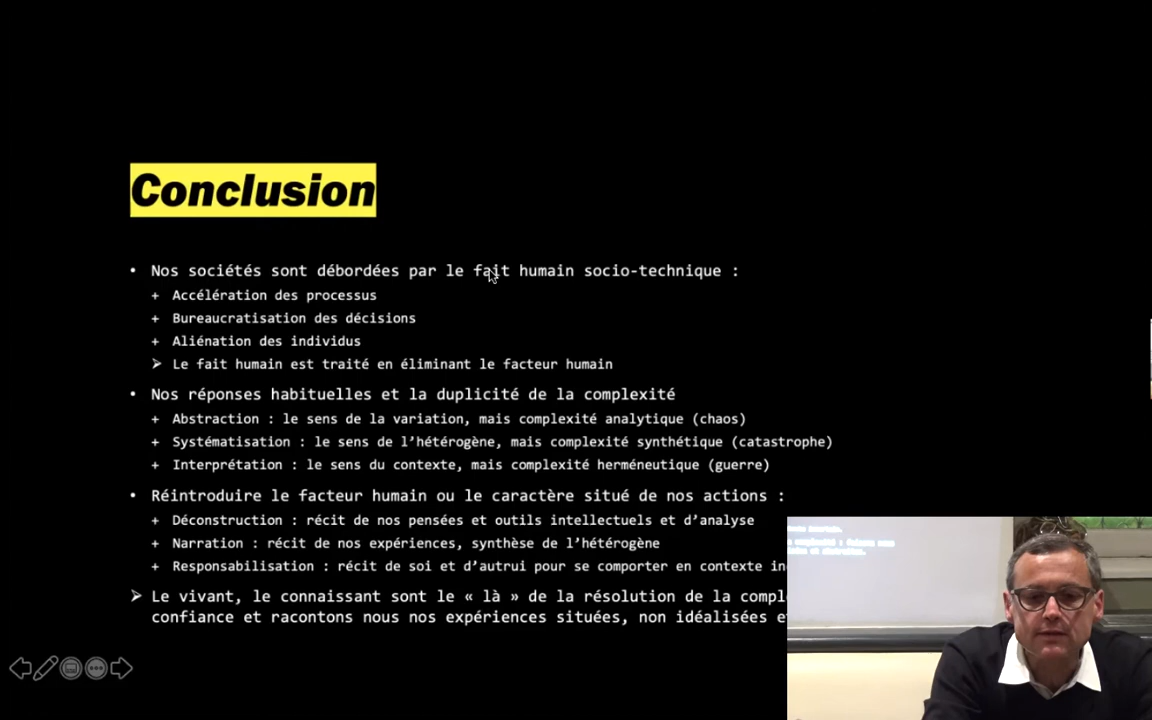 Conclusion
• Nos sociétés sont débordées par le fait humain socio-technique :
+ Accélération des processus
+ Bureaucratisation des décisions
+ Aliénation des individus
➢ Le fait humain est traité en éliminant le facteur humain
• Nos réponses habituelles et la duplicité de la complexité
+ Abstraction : le sens de la variation, mais complexité analytique (chaos)
+ Systématisation : le sens de l’hétérogène, mais complexité synthétique (catastrophe)
+ Interprétation : le sens du contexte, mais complexité herméneutique (guerre)
• Réintroduire le facteur humain ou le caractère situé de nos actions :
+ Déconstruction : récit de nos pensées et outils intellectuels et d’analyse
+ Narration : récit de nos expériences, synthèse de l’hétérogène
+ Responsabilisation : récit de soi et d’autrui pour se comporter en contexte
➢ Le vivant, le connaissant sont le « là » de la résolution de la
confiance et racontons nous nos expériences situées, non idéalisées